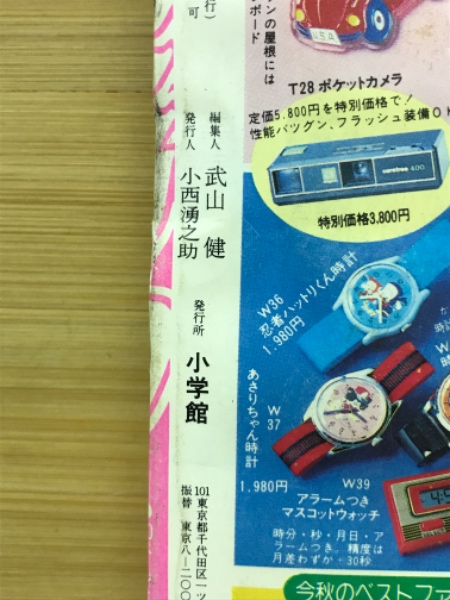 行)
可
編集人 武山 健
発行人 小西湧之助
発行所 小学館
101東京都千代田区一ツ
振替 東京八一二〇〇
ンの屋根には
ボード
USA
T28 ポケットカメラ
定価5.800円を特別価格で!
性能バツグン、フラッシュ装備OK
400
特別価格3,800円
W36
忍者ハットリくん時計
1.980円
W
37
あさりちゃん時計
1.980円
W39
アラームつき
マスコットウォッチ
時分・秒・月日・ア
ラームつき。精度は
月差わずか・30秒
今秋のベストファ